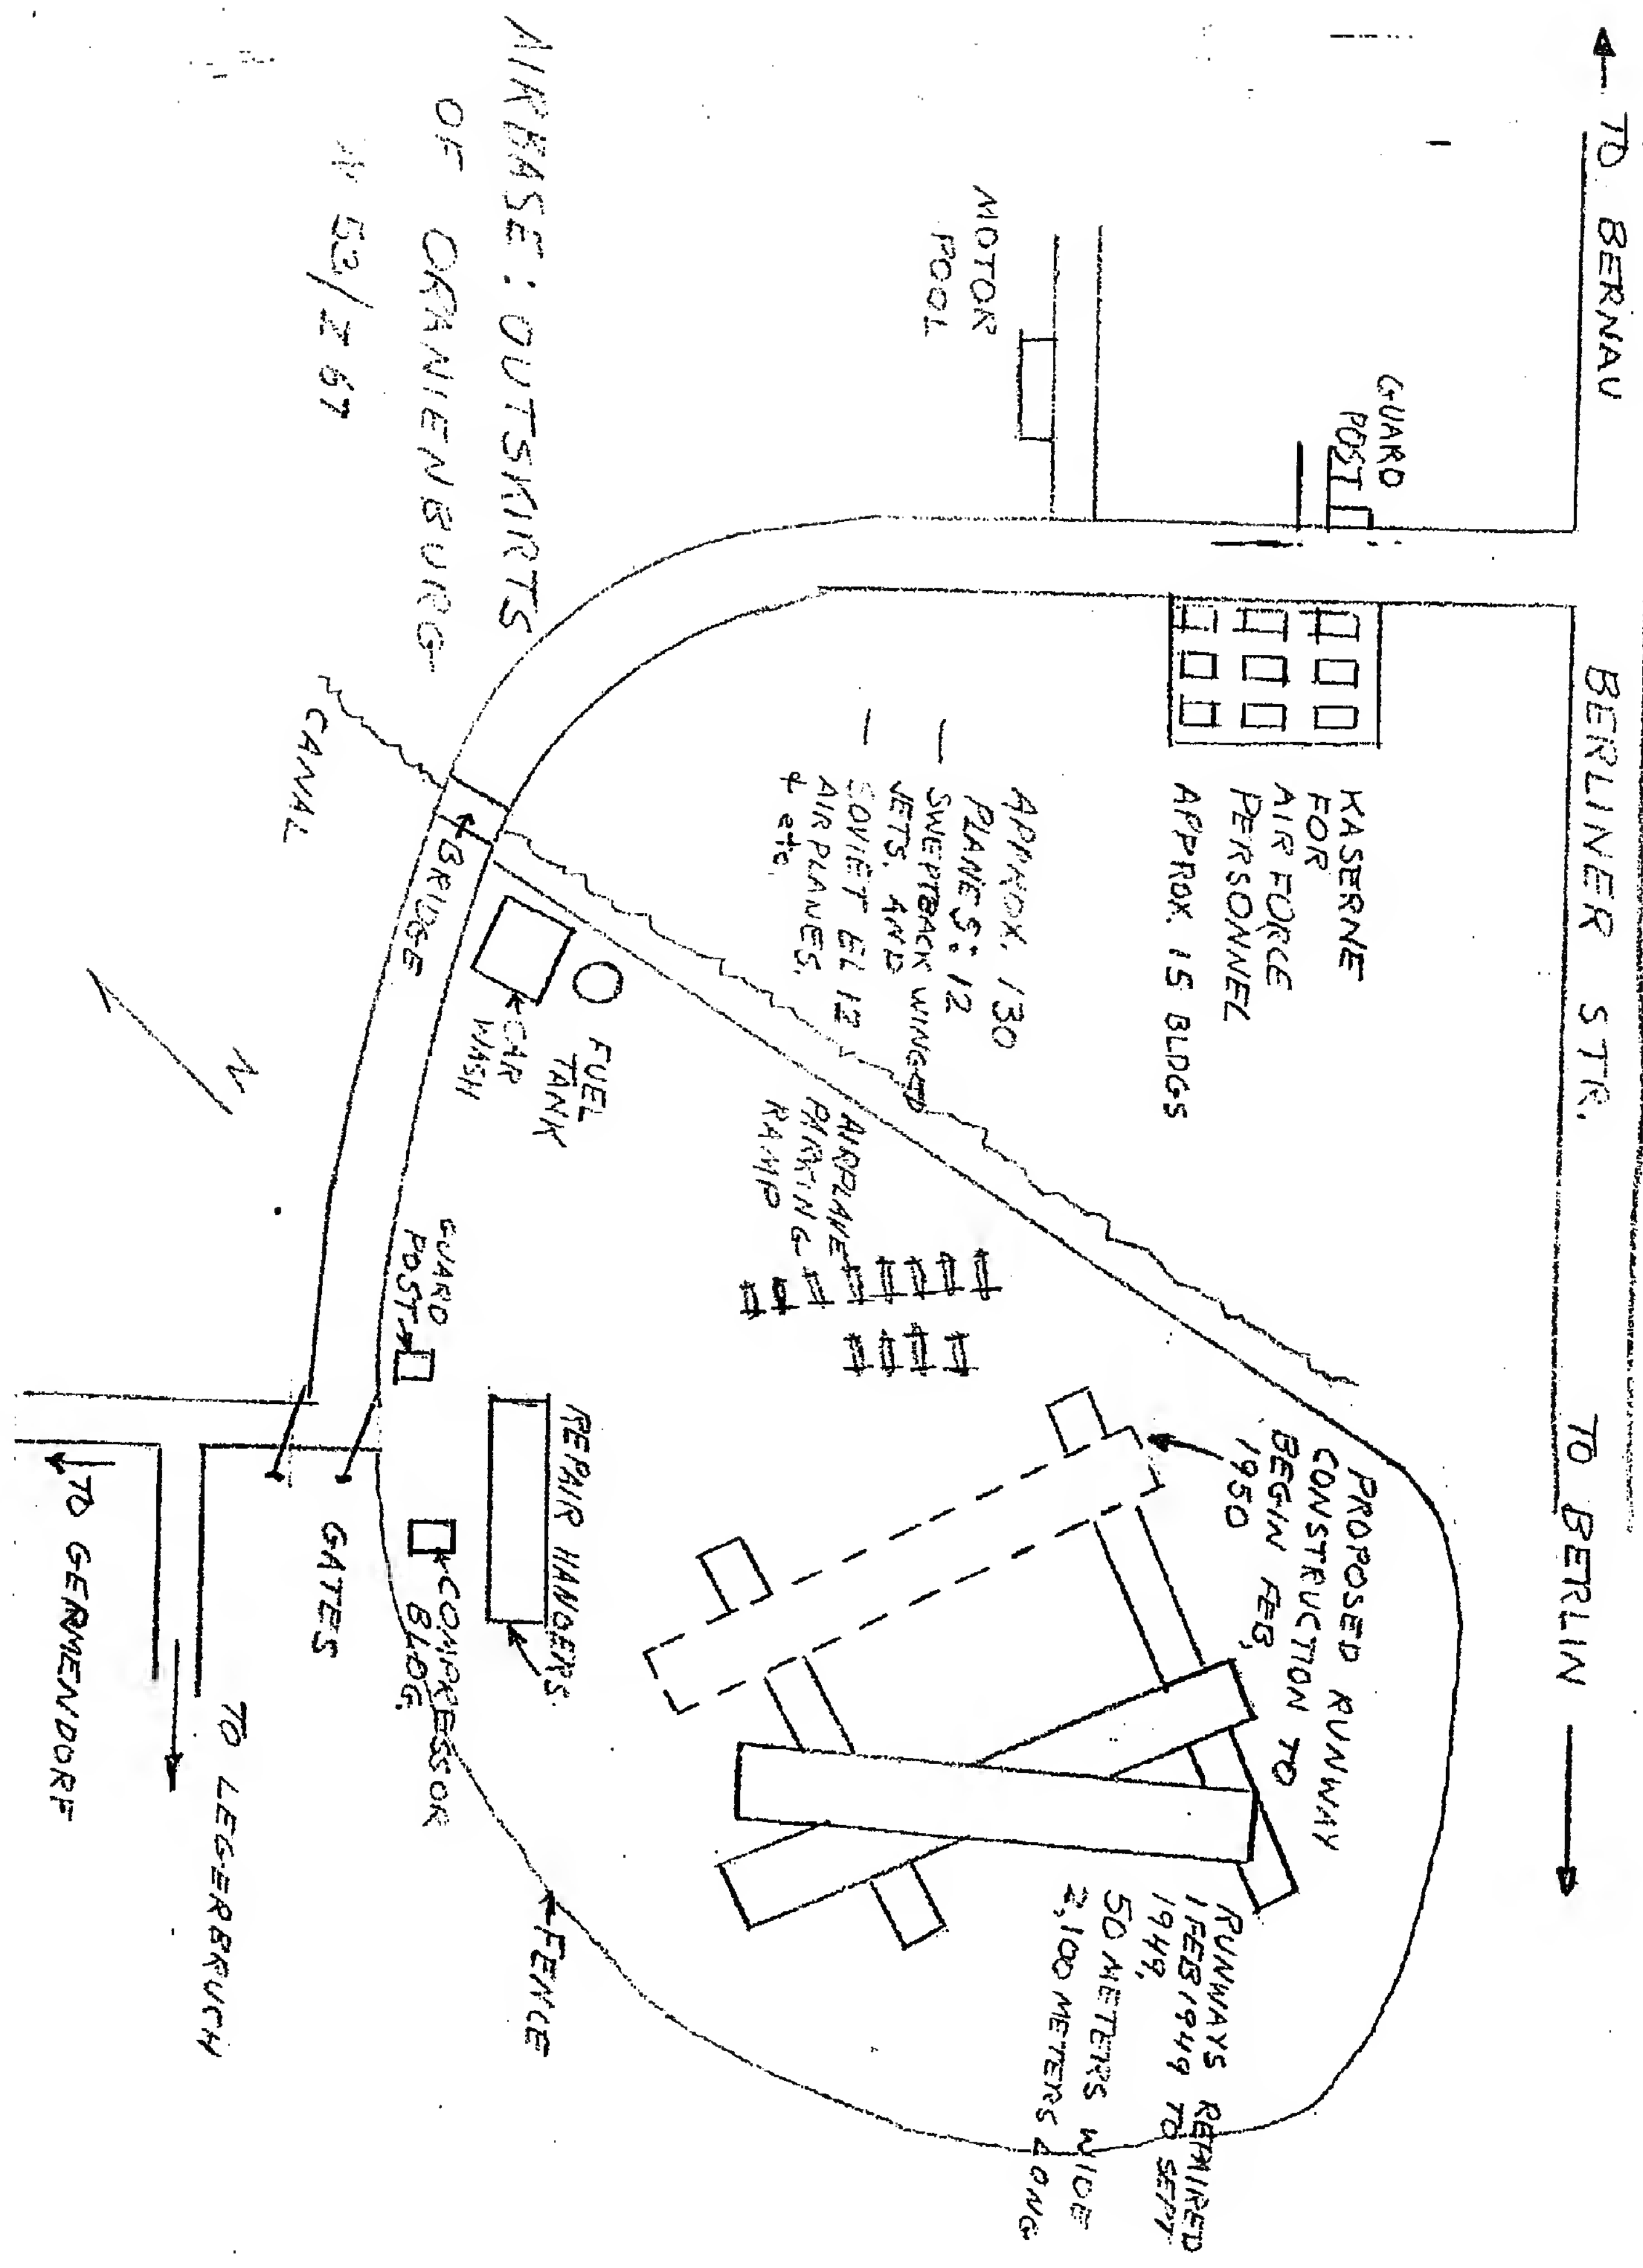 ← TO BERNAU
BERLINER STR.
TO BERLIN →
GUARD
POST
MOTOR
POOL
KASERNE
FOR
AIR FORCE
PERSONNEL
APPROX. 15 BLDGS
APPROX. 130
PLANES: 12
— SWEPTBACK WINGED
JETS, AND
— SOVIET EL 12
AIRPLANES,
& etc.
PROPOSED RUNWAY
CONSTRUCTION TO
BEGIN FEB,
1950
RUNWAYS REPAIRED
1 FEB 1949 TO SEPT
1949,
50 METERS WIDE
2,100 METERS LONG
AIRPLANE
PARKING
RAMP
FUEL
TANK
CAR
WASH
BRIDGE
CANAL
AIRBASE: OUTSKIRTS
OF ORANIENBURG
N 53/Z 67
N
GUARD
POST
REPAIR HANGERS
COMPRESSOR
BLDG.
FENCE
GATES
TO LEGERBRUCH
TO GERMENDORF